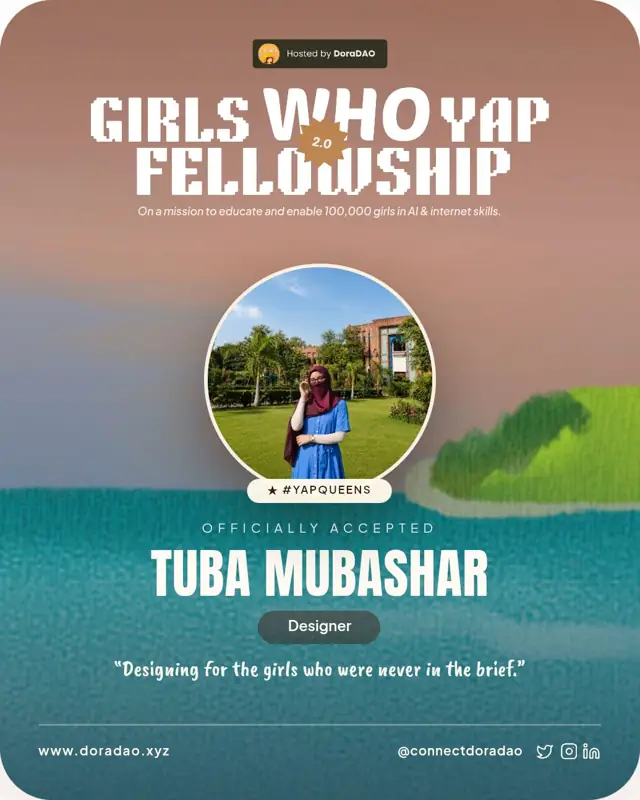 Hosted by DoraDAO
GIRLS WHO YAP
2.0
FELLOWSHIP
On a mission to educate and enable 100,000 girls in AI & internet skills.
★ #YAPQUEENS
OFFICIALLY ACCEPTED
TUBA MUBASHAR
Designer
"Designing for the girls who were never in the brief."
www.doradao.xyz
@connectdoradao